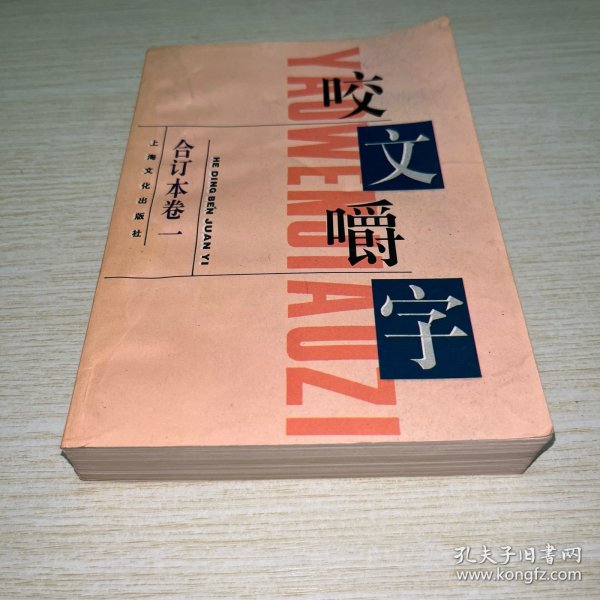 咬文嚼字
YAOWENJIAOZI
HE DING BEN JUAN YI
合订本卷一
上海文化出版社
孔夫子旧书网
www.kongfz.com